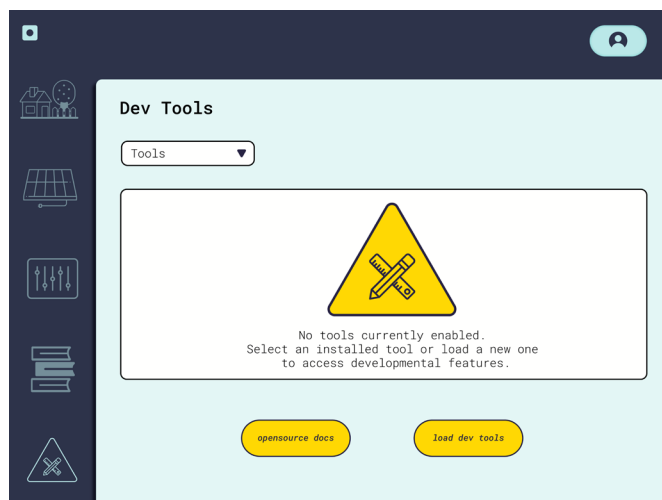 Dev Tools
Tools
No tools currently enabled.
Select an installed tool or load a new one
to access developmental features.
opensource docs
load dev tools